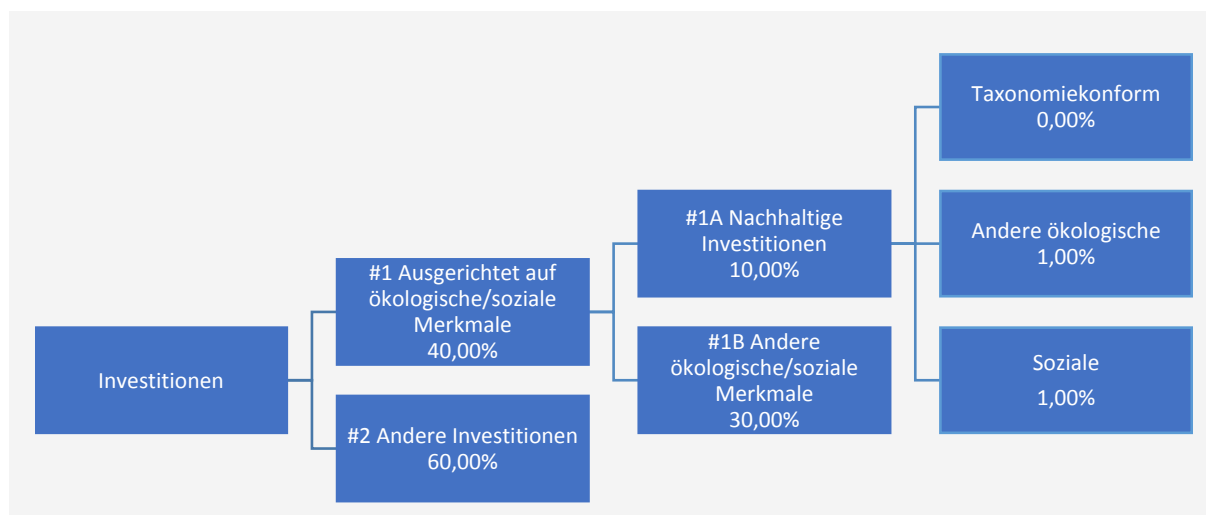 Investitionen
#1 Ausgerichtet auf
ökologische/soziale
Merkmale
40,00%
#2 Andere Investitionen
60,00%
#1A Nachhaltige
Investitionen
10,00%
#1B Andere
ökologische/soziale
Merkmale
30,00%
Taxonomiekonform
0,00%
Andere ökologische
1,00%
Soziale
1,00%